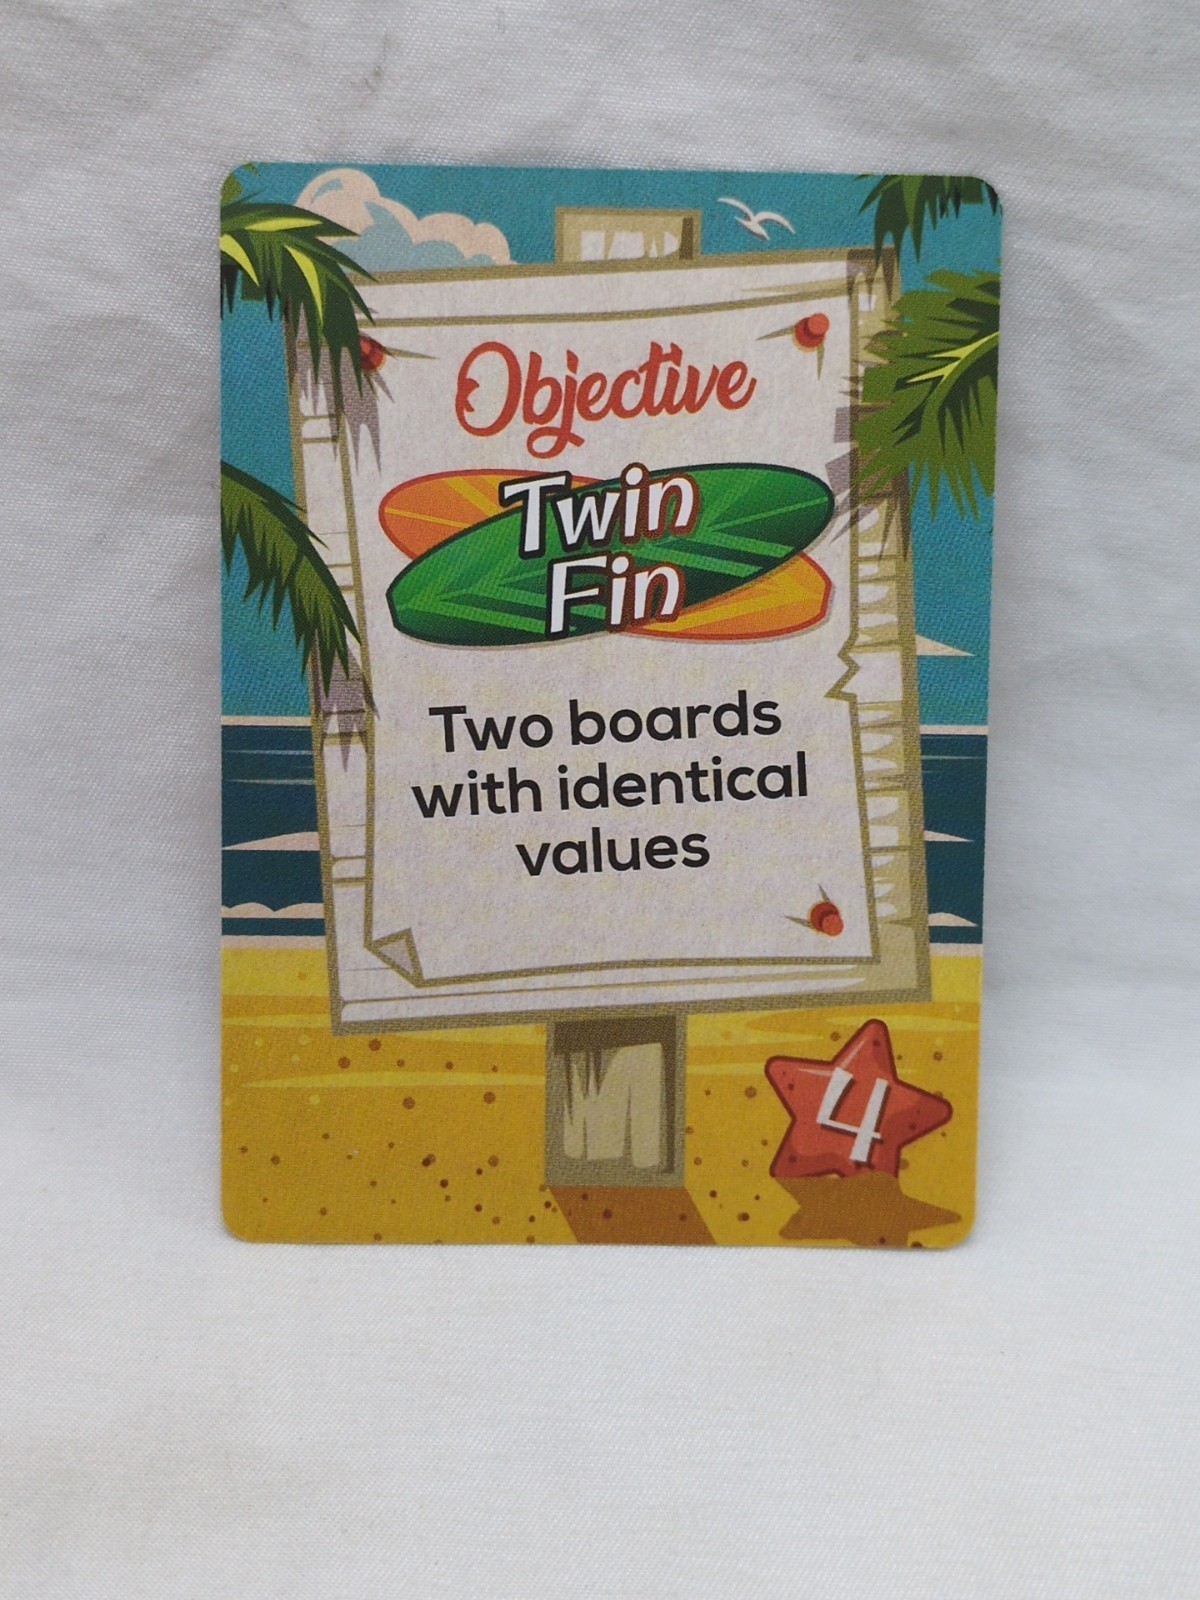 Objective
Twin
Fin
Two boards
with identical
values
4